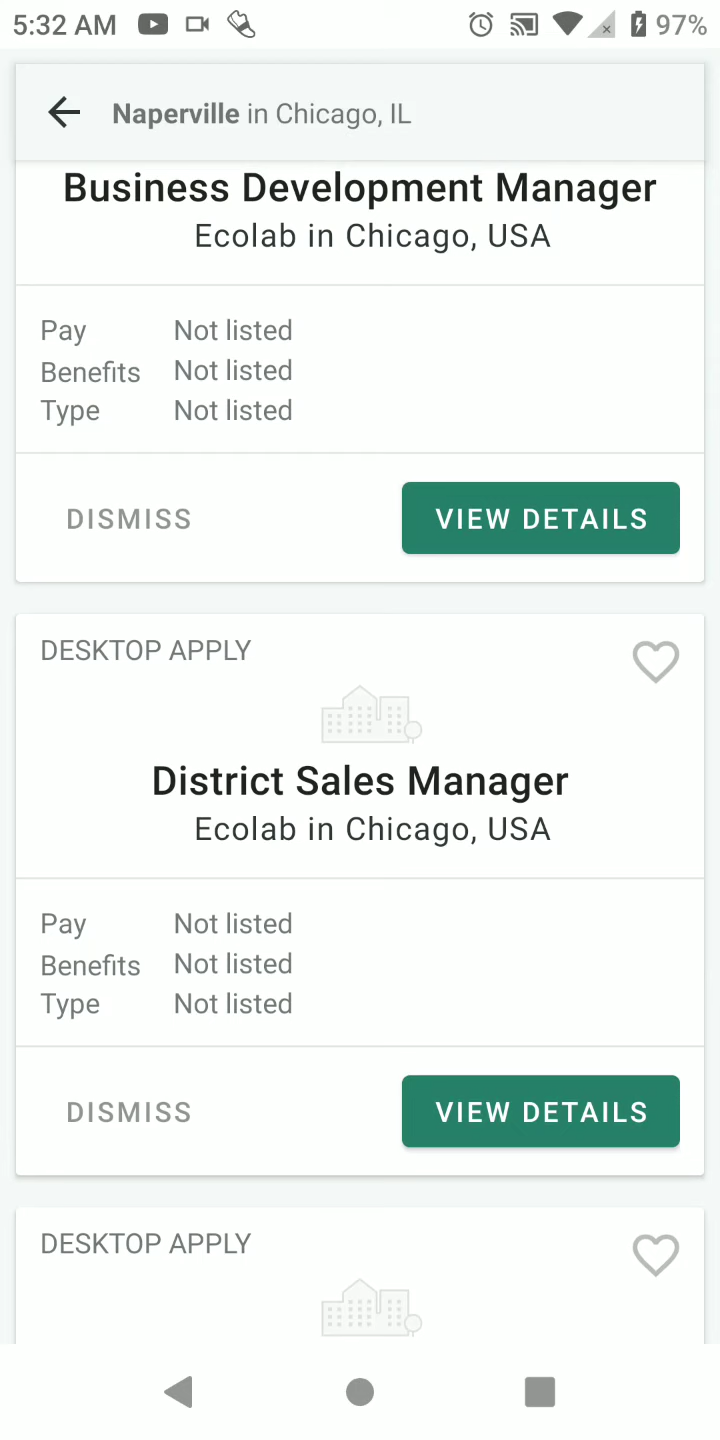 5:32 AM 97%
Naperville in Chicago, IL
Business Development Manager
Ecolab in Chicago, USA
Pay Not listed
Benefits Not listed
Type Not listed
DISMISS VIEW DETAILS
DESKTOP APPLY
District Sales Manager
Ecolab in Chicago, USA
Pay Not listed
Benefits Not listed
Type Not listed
DISMISS VIEW DETAILS
DESKTOP APPLY